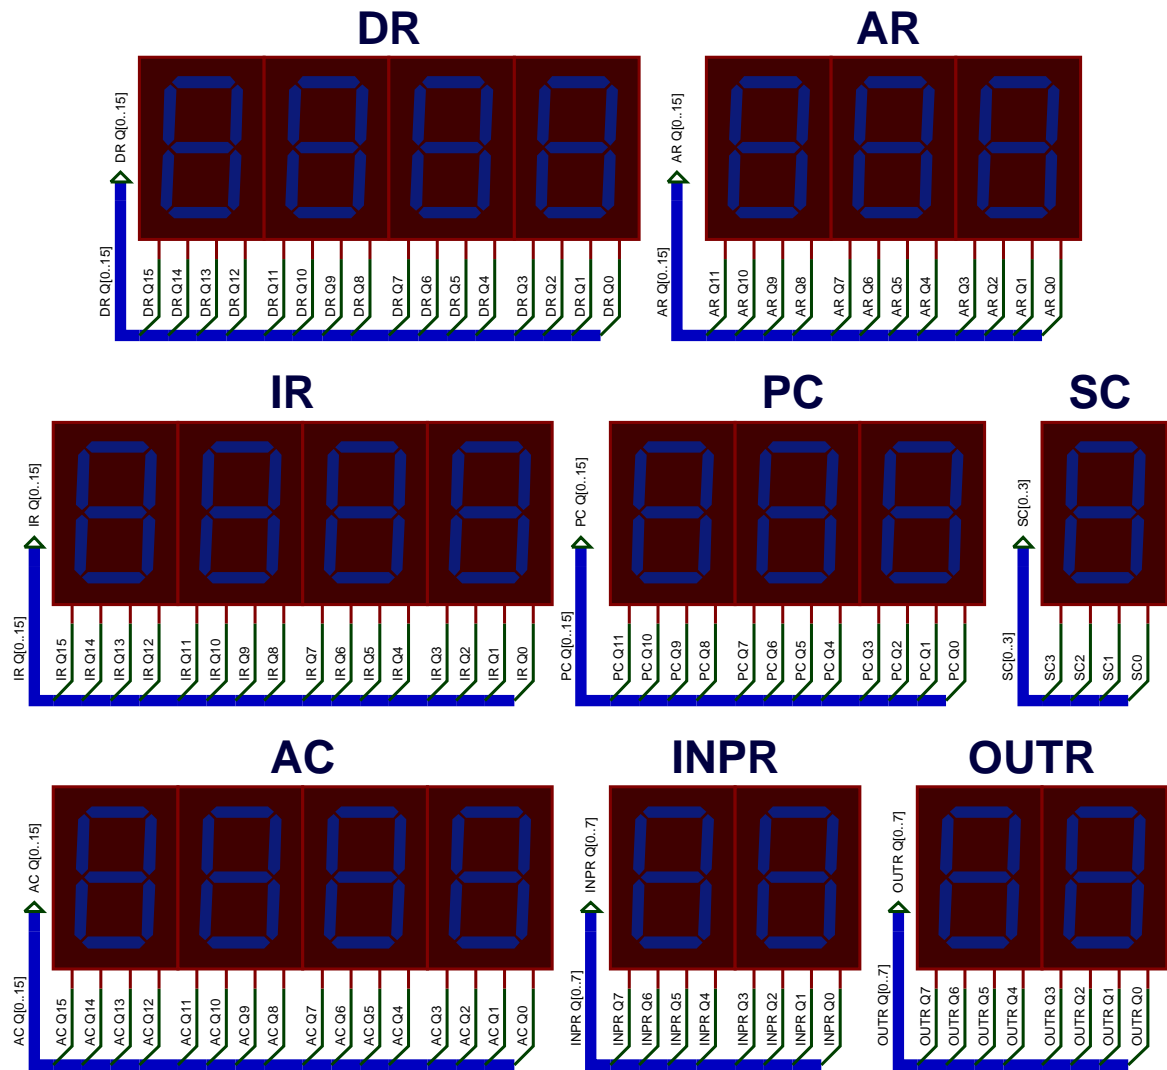 DR
DR Q[0..15]
DR Q[0..15]
DR Q15
DR Q14
DR Q13
DR Q12
DR Q11
DR Q10
DR Q9
DR Q8
DR Q7
DR Q6
DR Q5
DR Q4
DR Q3
DR Q2
DR Q1
DR Q0
AR
AR Q[0..15]
AR Q[0..15]
AR Q11
AR Q10
AR Q9
AR Q8
AR Q7
AR Q6
AR Q5
AR Q4
AR Q3
AR Q2
AR Q1
AR Q0
IR
IR Q[0..15]
IR Q[0..15]
IR Q15
IR Q14
IR Q13
IR Q12
IR Q11
IR Q10
IR Q9
IR Q8
IR Q7
IR Q6
IR Q5
IR Q4
IR Q3
IR Q2
IR Q1
IR Q0
PC
PC Q[0..15]
PC Q[0..15]
PC Q11
PC Q10
PC Q9
PC Q8
PC Q7
PC Q6
PC Q5
PC Q4
PC Q3
PC Q2
PC Q1
PC Q0
SC
SC[0..3]
SC[0..3]
SC3
SC2
SC1
SC0
AC
AC Q[0..15]
AC Q[0..15]
AC Q15
AC Q14
AC Q13
AC Q12
AC Q11
AC Q10
AC Q9
AC Q8
AC Q7
AC Q6
AC Q5
AC Q4
AC Q3
AC Q2
AC Q1
AC Q0
INPR
INPR Q[0..7]
INPR Q[0..7]
INPR Q7
INPR Q6
INPR Q5
INPR Q4
INPR Q3
INPR Q2
INPR Q1
INPR Q0
OUTR
OUTR Q[0..7]
OUTR Q[0..7]
OUTR Q7
OUTR Q6
OUTR Q5
OUTR Q4
OUTR Q3
OUTR Q2
OUTR Q1
OUTR Q0